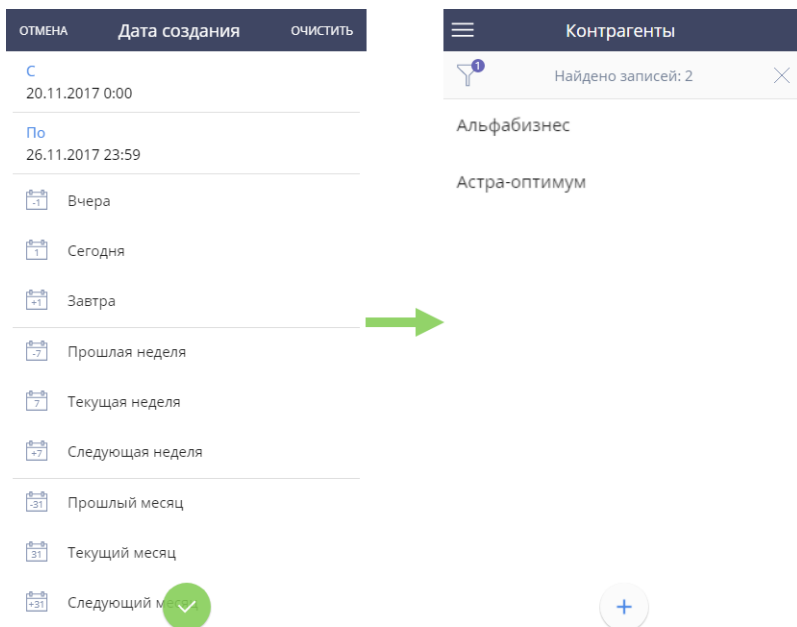 ОТМЕНА Дата создания ОЧИСТИТЬ
С
20.11.2017 0:00
По
26.11.2017 23:59
-1 Вчера
1 Сегодня
+1 Завтра
-7 Прошлая неделя
7 Текущая неделя
+7 Следующая неделя
-31 Прошлый месяц
31 Текущий месяц
+31 Следующий месяц
Контрагенты
1 Найдено записей: 2
Альфабизнес
Астра-оптимум